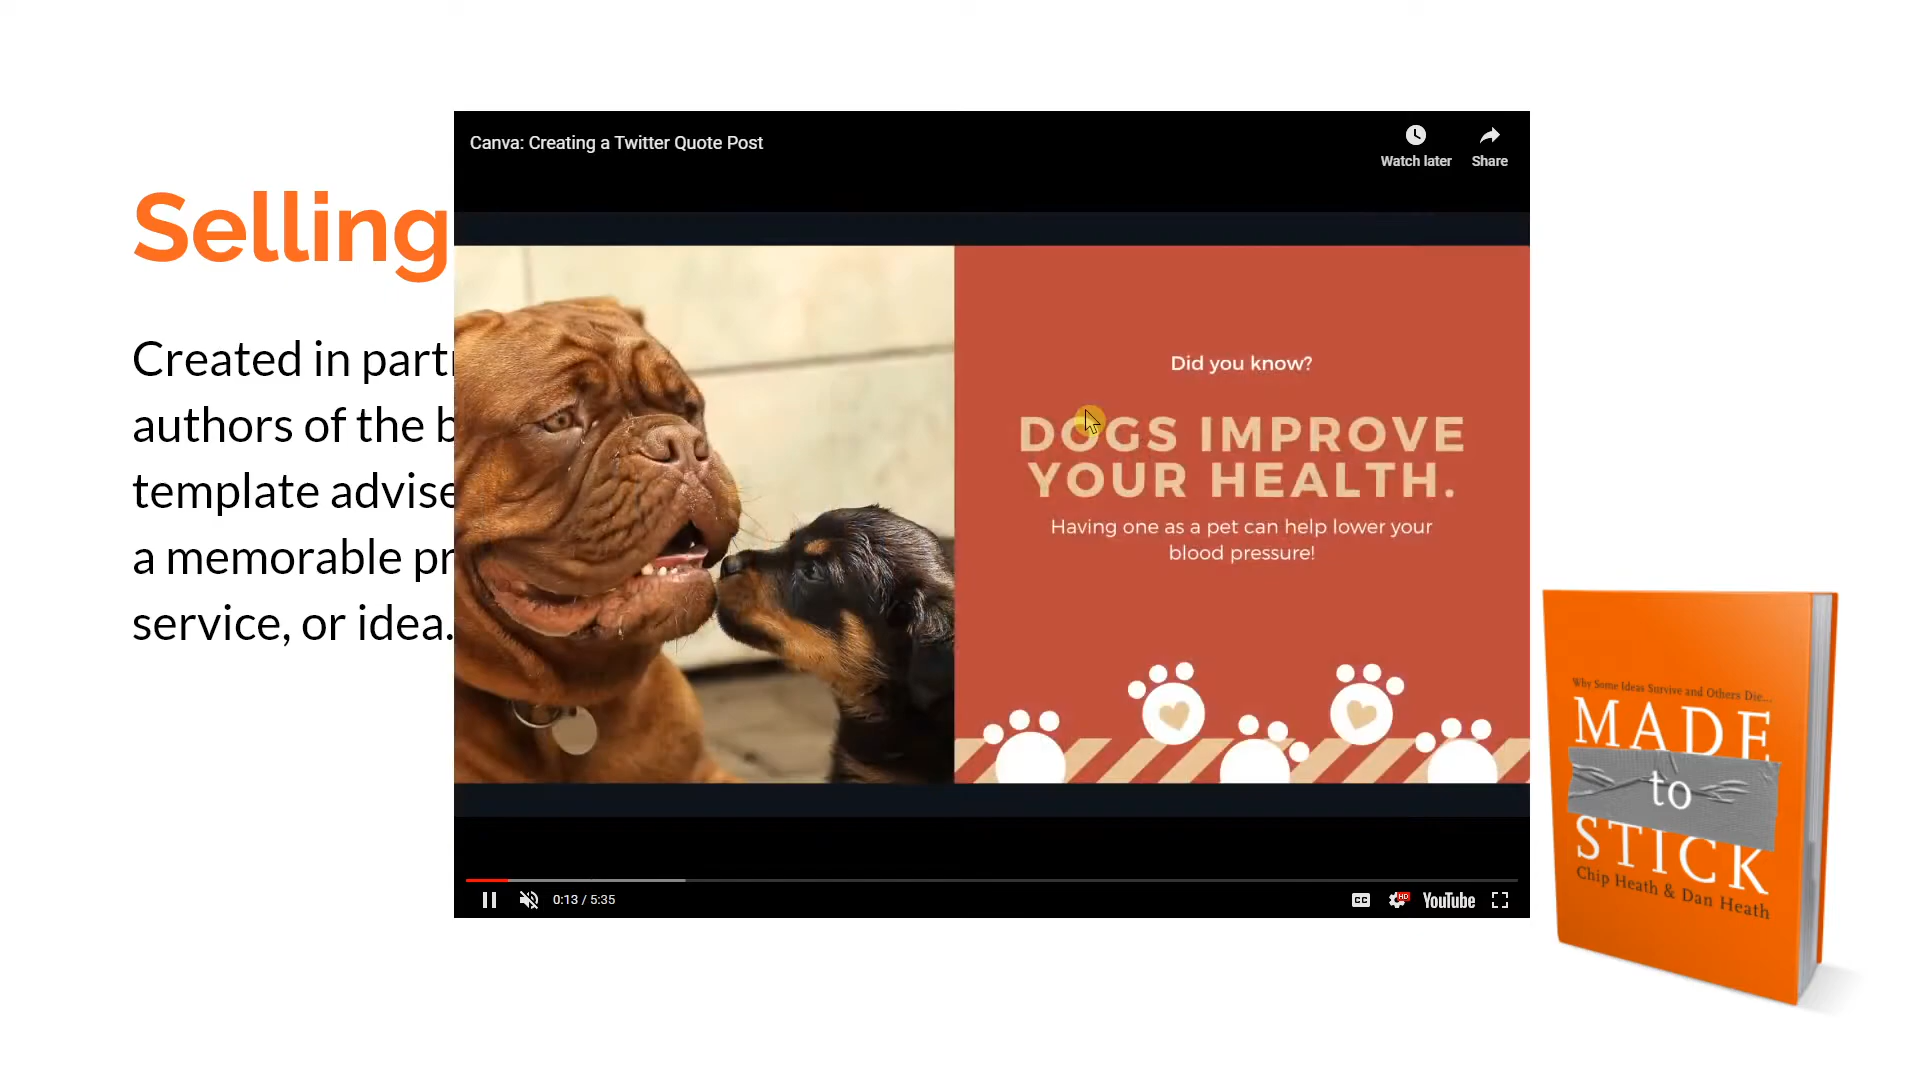 Canva: Creating a Twitter Quote Post
Watch later
Share
Selling
Created in part
authors of the b
template advise
a memorable pr
service, or idea.
Did you know?
DOGS IMPROVE
YOUR HEALTH.
Having one as a pet can help lower your
blood pressure!
Why Some Ideas Survive and Others Die...
MADE
to
STICK
Chip Heath & Dan Heath
0:13 / 5:35
CC
HD
YouTube